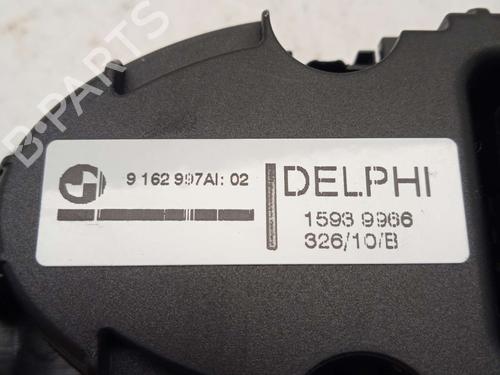 B-PARTS
9 162 997AI: 02
DELPHI
1593 9966
326/10/B